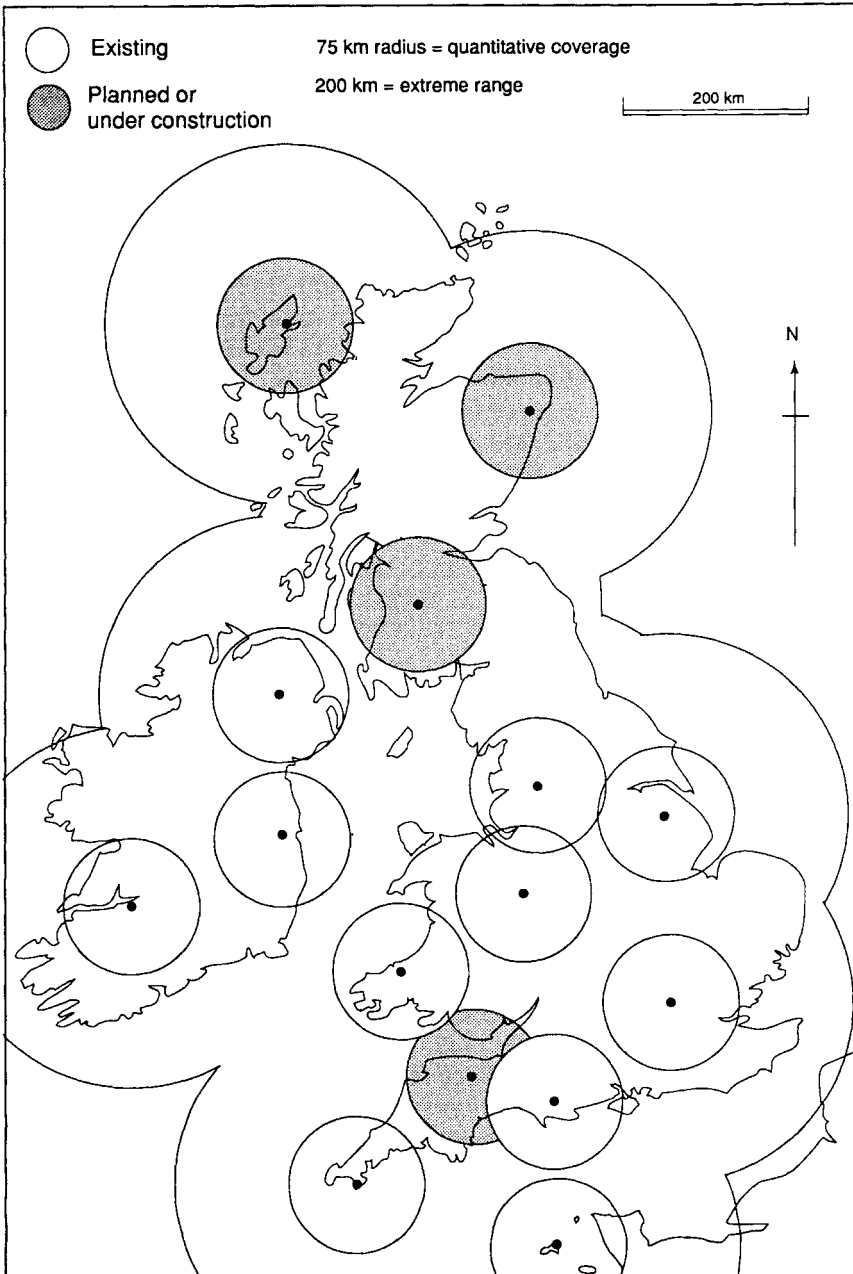 Existing
75 km radius = quantitative coverage
Planned or
under construction
200 km = extreme range
200 km
N